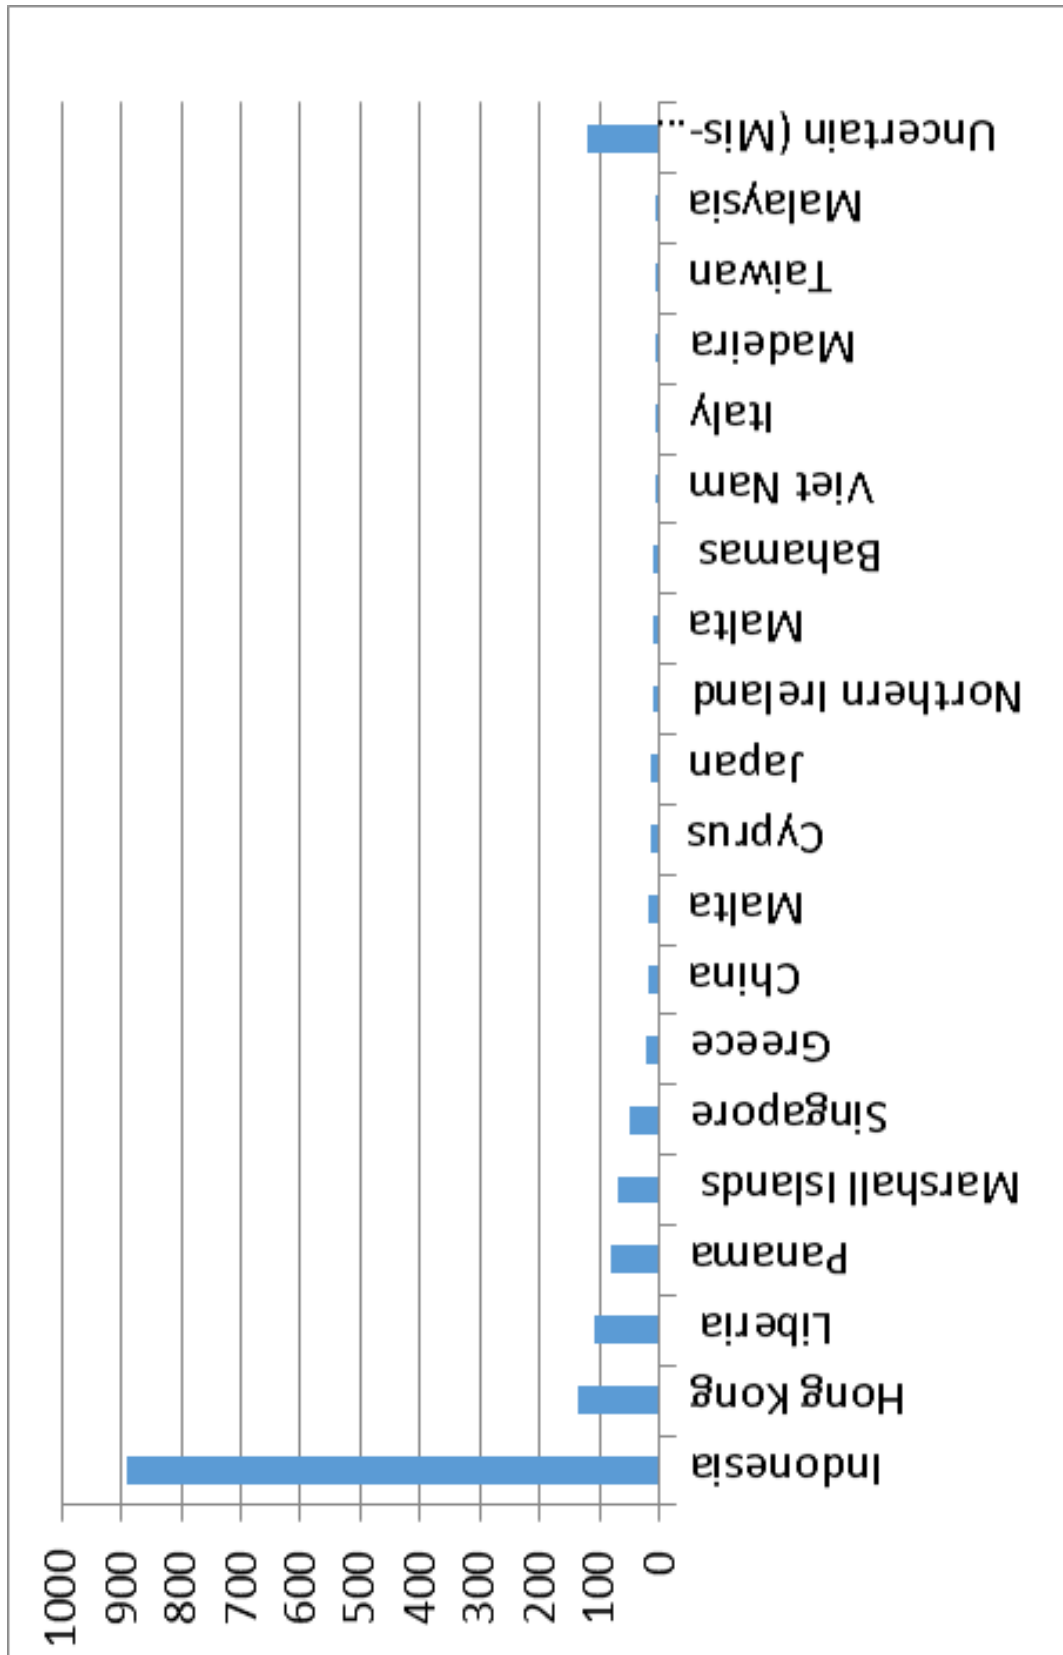 1000
900
800
700
600
500
400
300
200
100
0
Indonesia
Hong Kong
Liberia
Panama
Marshall Islands
Singapore
Greece
China
Malta
Cyprus
Japan
Northern Ireland
Malta
Bahamas
Viet Nam
Italy
Madeira
Taiwan
Malaysia
Uncertain (Mis-...